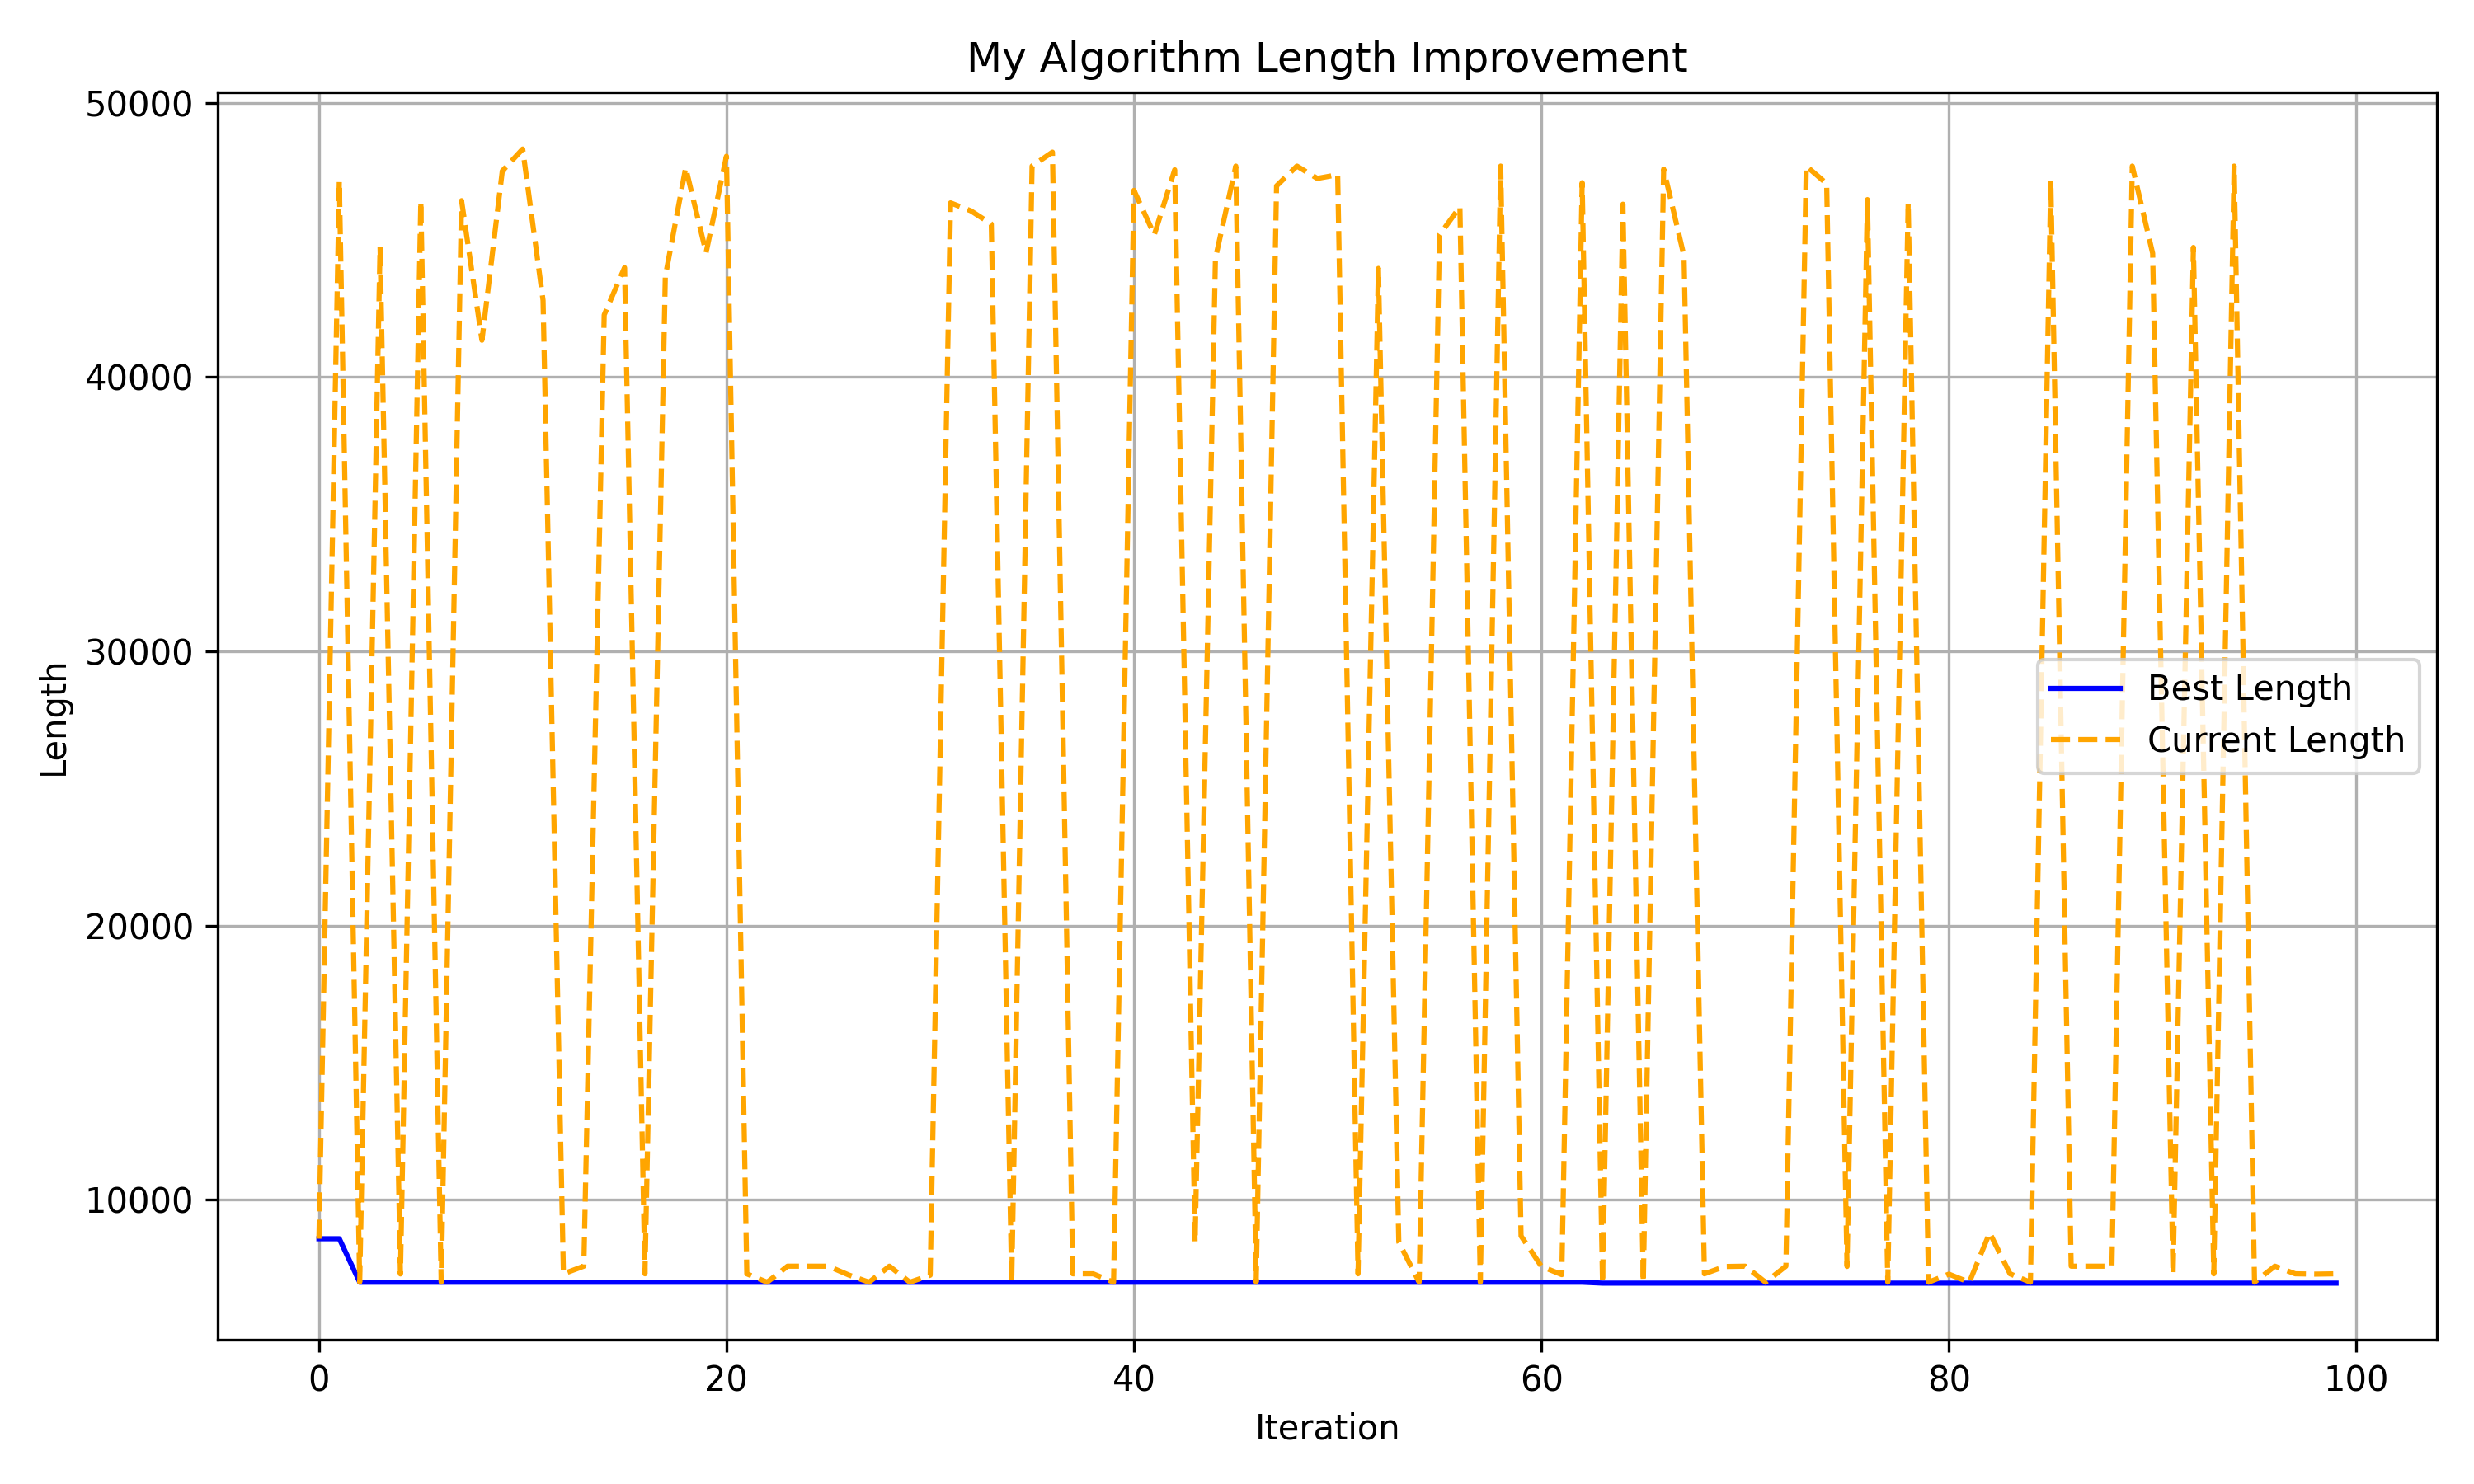 My Algorithm Length Improvement
50000
40000
30000
20000
10000
Length
Best Length
Current Length
0 20 40 60 80 100
Iteration